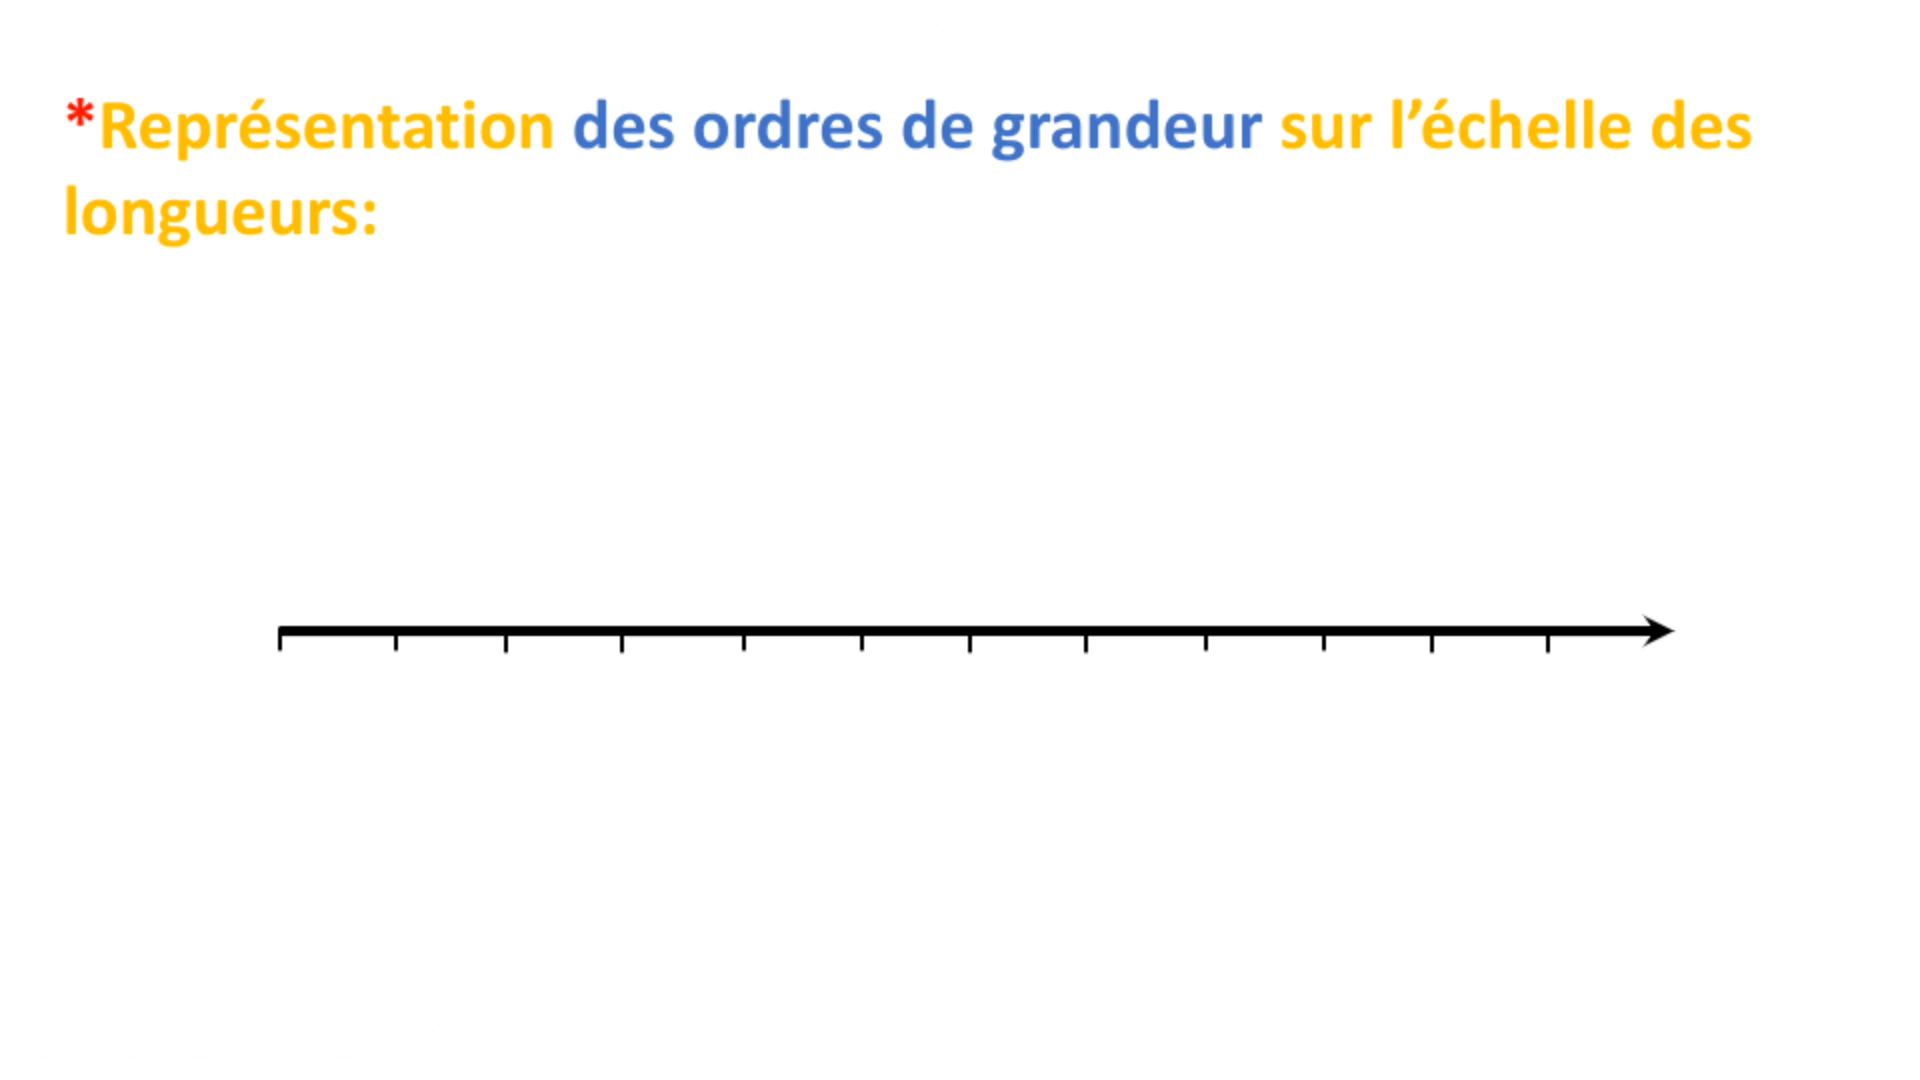 *Représentation des ordres de grandeur sur l’échelle des
longueurs: